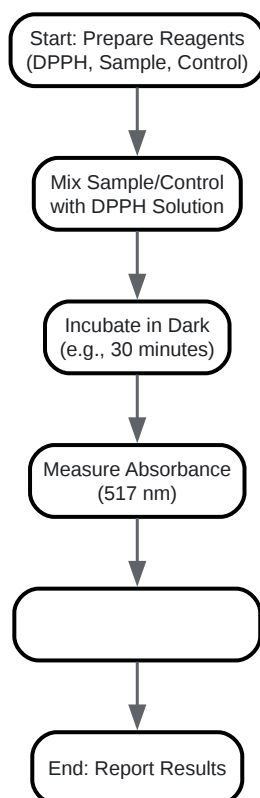 Start: Prepare Reagents
(DPPH, Sample, Control)
Mix Sample/Control
with DPPH Solution
Incubate in Dark
(e.g., 30 minutes)
Measure Absorbance
(517 nm)
End: Report Results